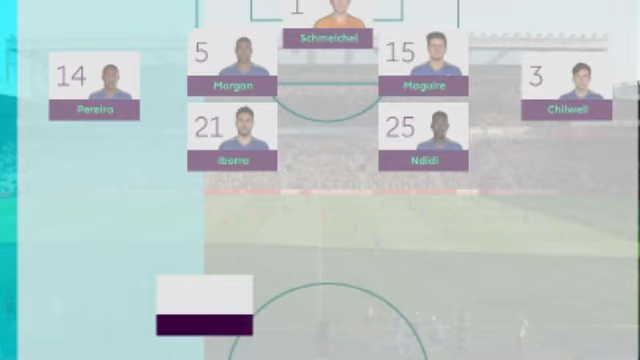 1
Schmeichel
5
Morgan
15
Maguire
14
Pereira
3
Chilwell
21
Iborra
25
Ndidi